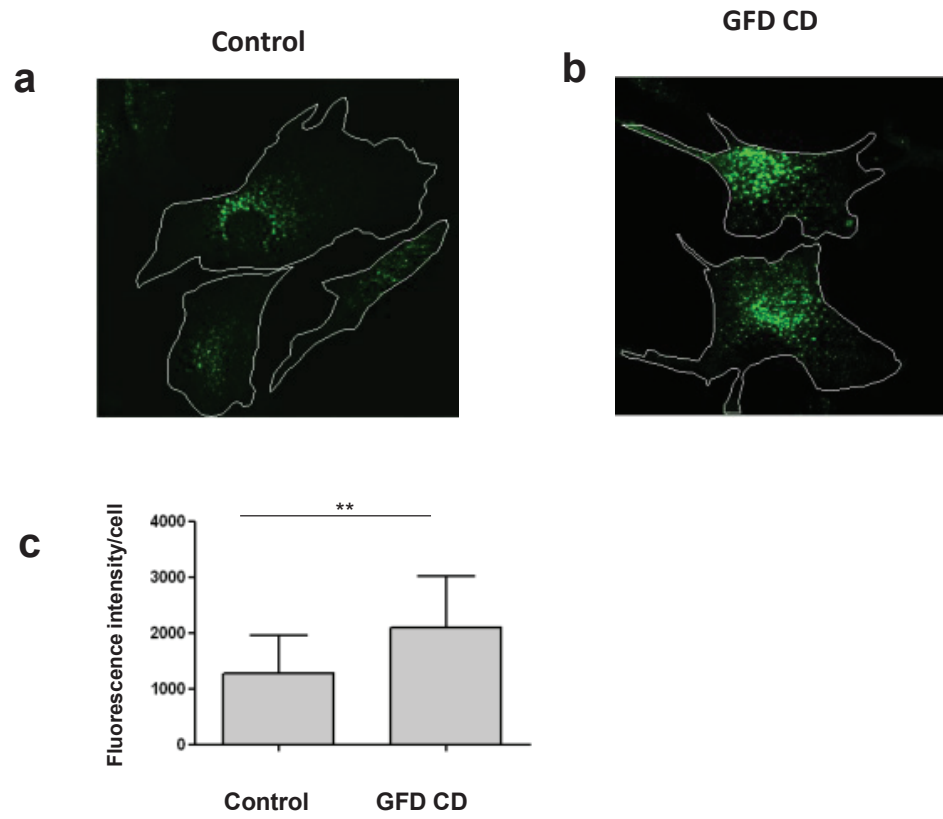 Control
GFD CD
a
b
c
**
Fluorescence intensity/cell
4000
3000
2000
1000
0
Control
GFD CD